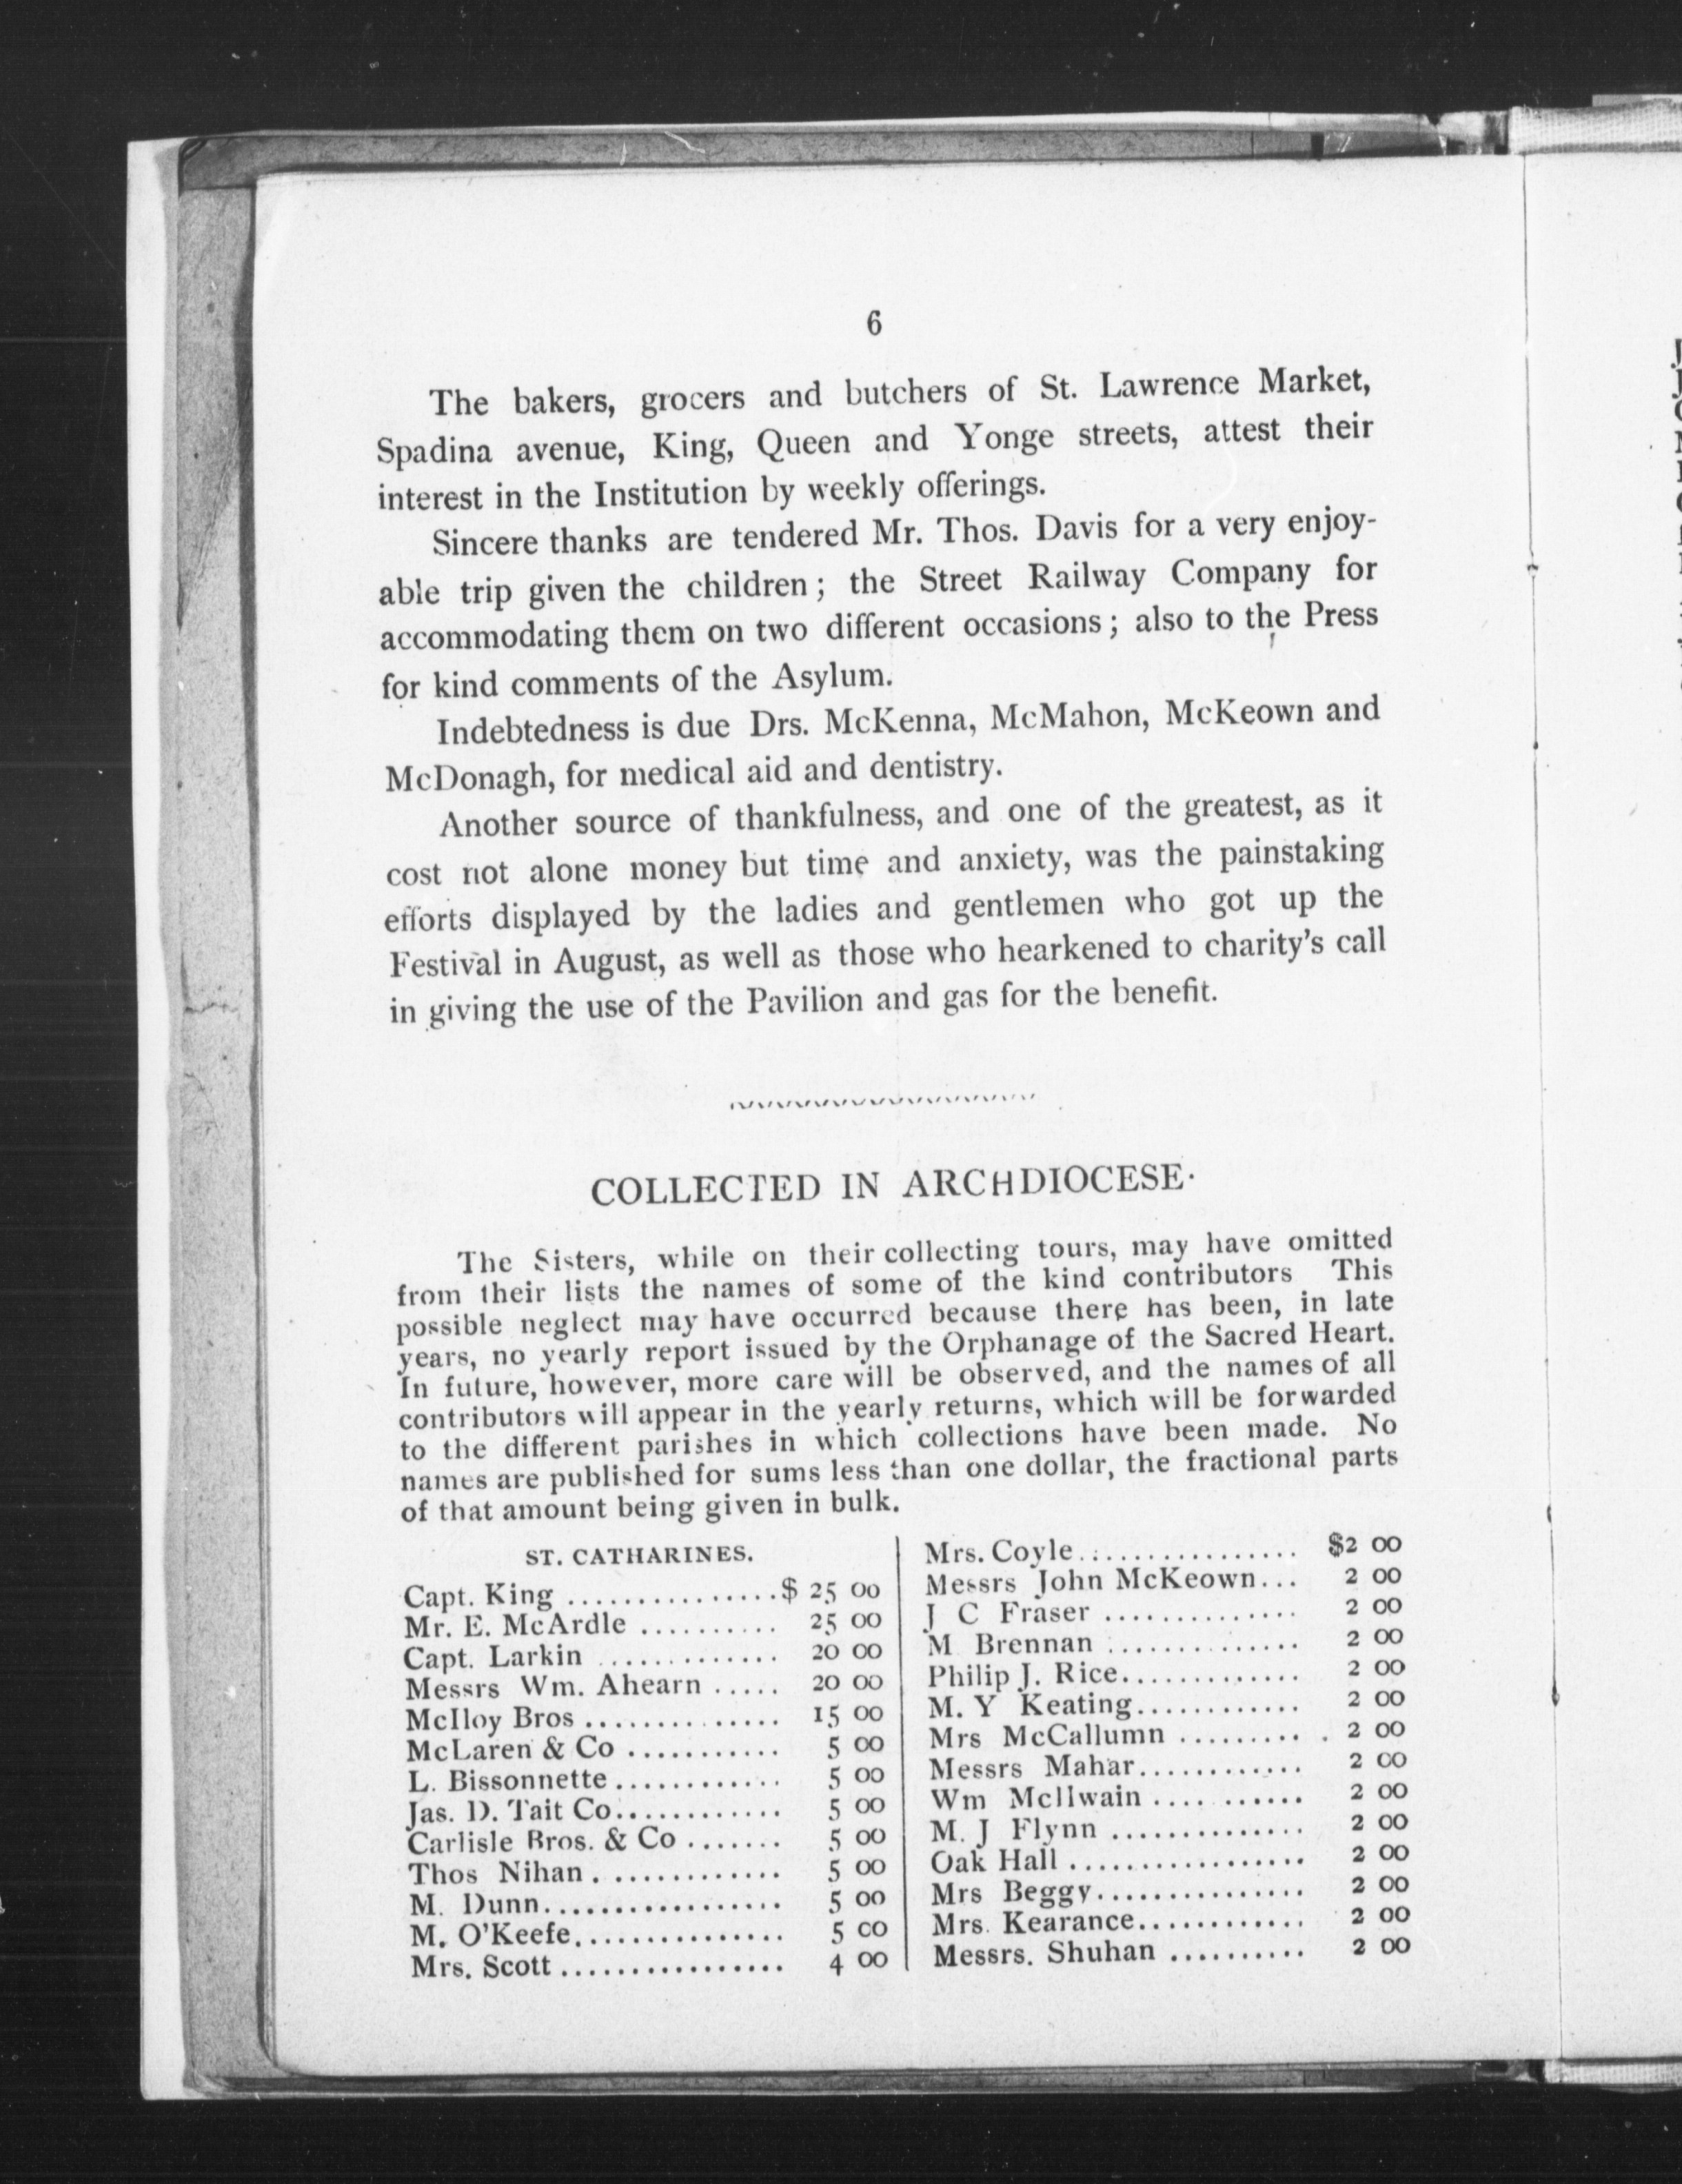 6
The bakers, grocers and butchers of St. Lawrence Market,
Spadina avenue, King, Queen and Yonge streets, attest their
interest in the Institution by weekly offerings.
Sincere thanks are tendered Mr. Thos. Davis for a very enjoy-
able trip given the children; the Street Railway Company for
accommodating them on two different occasions; also to the Press
for kind comments of the Asylum.
Indebtedness is due Drs. McKenna, McMahon, McKeown and
McDonagh, for medical aid and dentistry.
Another source of thankfulness, and one of the greatest, as it
cost not alone money but time and anxiety, was the painstaking
efforts displayed by the ladies and gentlemen who got up the
Festival in August, as well as those who hearkened to charity's call
in giving the use of the Pavilion and gas for the benefit.
COLLECTED IN ARCHDIOCESE.
The Sisters, while on their collecting tours, may have omitted
from their lists the names of some of the kind contributors This
possible neglect may have occurred because there has been, in late
years, no yearly report issued by the Orphanage of the Sacred Heart.
In future, however, more care will be observed, and the names of all
contributors will appear in the yearly returns, which will be forwarded
to the different parishes in which collections have been made. No
names are published for sums less than one dollar, the fractional parts
of that amount being given in bulk.
ST. CATHARINES.
Capt. King ................$ 25 00
Mr. E. McArdle .......... 25 00
Capt. Larkin ............. 20 00
Messrs Wm. Ahearn ..... 20 00
McIloy Bros .............. 15 00
McLaren & Co ........... 5 00
L. Bissonnette ............ 5 00
Jas. D. Tait Co............ 5 00
Carlisle Bros. & Co ....... 5 00
Thos Nihan . ............ 5 00
M. Dunn................. 5 00
M. O'Keefe............... 5 00
Mrs. Scott ................ 4 00
Mrs. Coyle................ $2 00
Messrs John McKeown... 2 00
J C Fraser .............. 2 00
M Brennan .............. 2 00
Philip J. Rice............. 2 00
M. Y Keating............ 2 00
Mrs McCallumn ......... . 2 00
Messrs Mahar............ 2 00
Wm McIlwain ........... 2 00
M. J Flynn .............. 2 00
Oak Hall ................. 2 00
Mrs Beggy............... 2 00
Mrs. Kearance............ 2 00
Messrs. Shuhan .......... 2 00